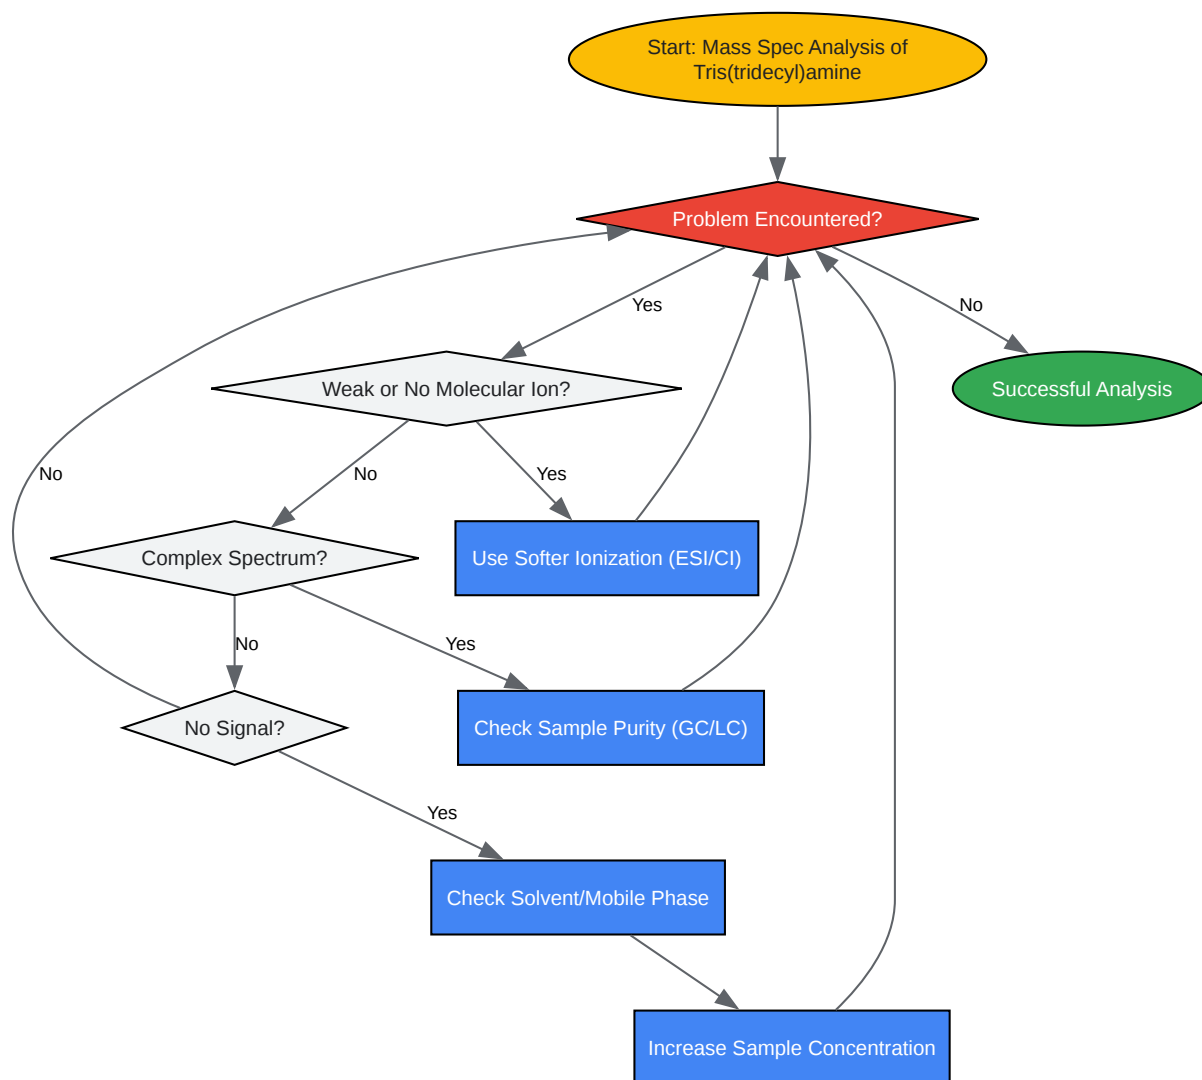 Start: Mass Spec Analysis of
Tris(tridecyl)amine
Problem Encountered?
Yes
No
Weak or No Molecular Ion?
Successful Analysis
No
No
Yes
Complex Spectrum?
Use Softer Ionization (ESI/CI)
No
Yes
No Signal?
Check Sample Purity (GC/LC)
Yes
Check Solvent/Mobile Phase
Increase Sample Concentration